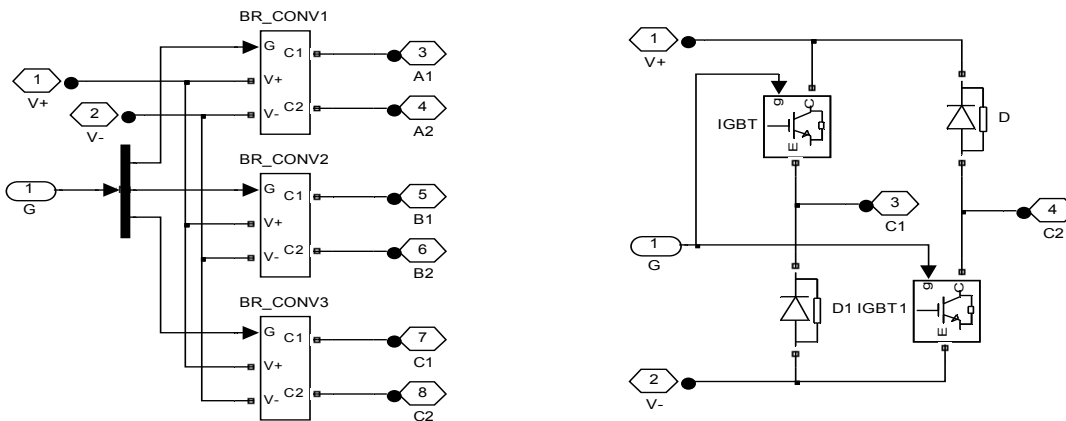 BR_CONV1
G
C1
V+
C2
V-
1
V+
2
V-
3
A1
4
A2
BR_CONV2
G
C1
V+
C2
V-
1
G
5
B1
6
B2
BR_CONV3
G
C1
V+
C2
V-
7
C1
8
C2
1
V+
g
C
E
IGBT
D
3
C1
4
C2
1
G
D1
IGBT1
g
C
E
2
V-